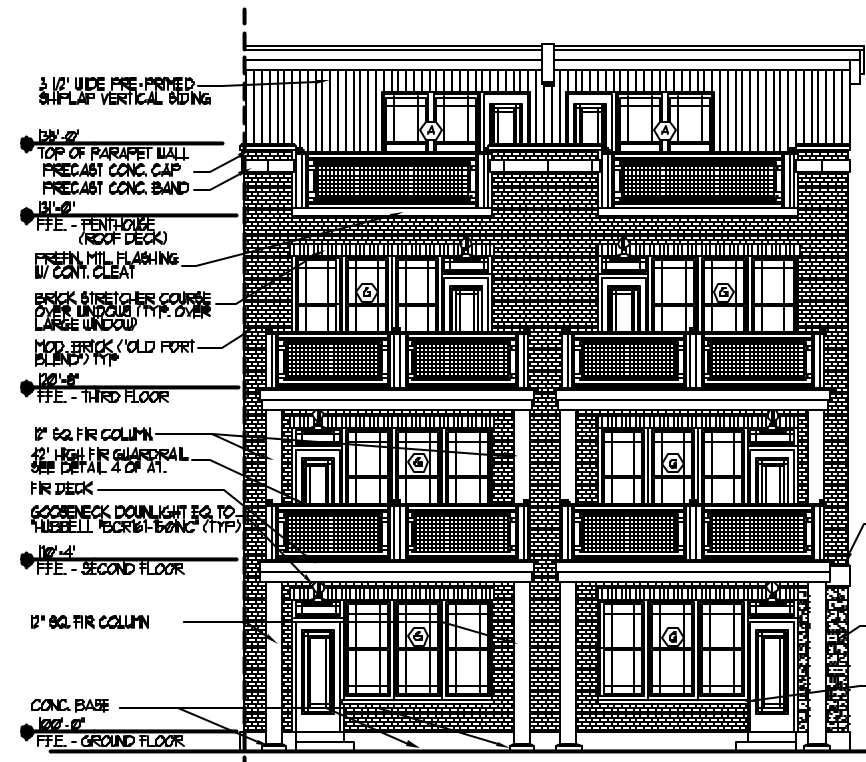 3 1/2" WIDE PRE-PRIMED
SHIPLAP VERTICAL SIDING
A
A
TOP OF PARAPET WALL
PRECAST CONC. CAP
PRECAST CONC. BAND
131'-0"
F.F.E. - PENTHOUSE
(ROOF DECK)
PREFIN. MTL. FLASHING
W/ CONT. CLEAT
G
G
BRICK STRETCHER COURSE
OVER WINDOWS (TYP. OVER
LARGE WINDOW)
MOD. BRICK ("OLD PORT
BLEND") TYP
120'-8"
F.F.E. - THIRD FLOOR
12" SQ. FIR COLUMN
42" HIGH FIR GUARDRAIL
SEE DETAIL 4 OF A7.
G
G
FIR DECK
GOOSENECK DOWNLIGHT EQ. TO
"HUBBELL (TYP)
110'-4"
F.F.E. - SECOND FLOOR
12" SQ. FIR COLUMN
G
G
CONC. BASE
100'-0"
F.F.E. - GROUND FLOOR